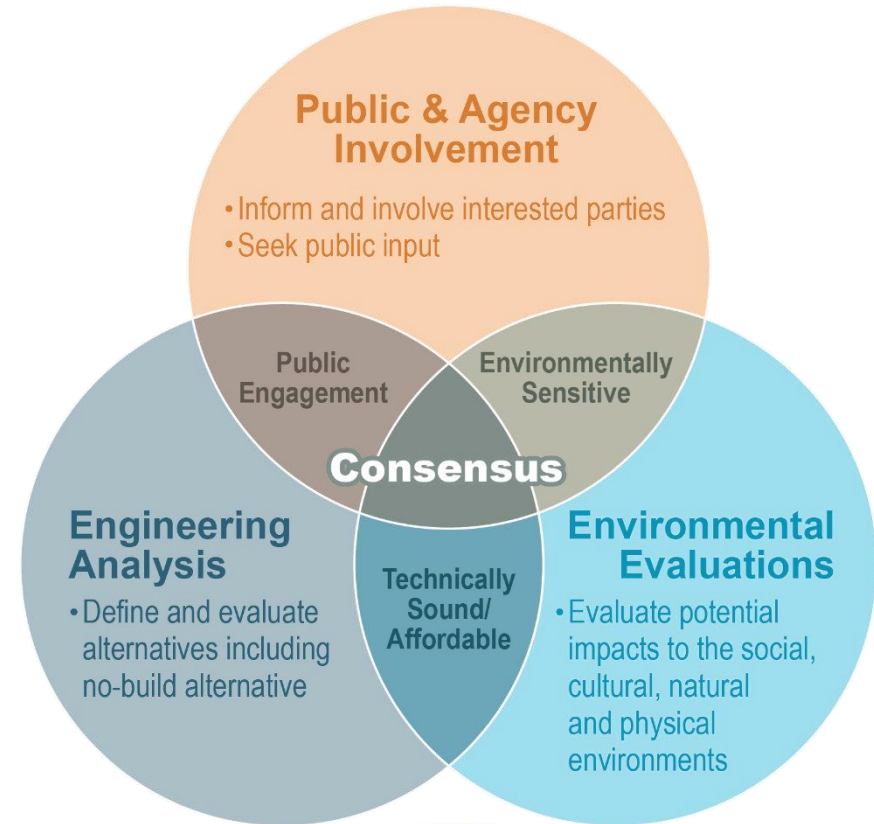 Public & Agency
Involvement
• Inform and involve interested parties
• Seek public input
Public
Engagement
Environmentally
Sensitive
Consensus
Engineering
Analysis
• Define and evaluate
alternatives including
no-build alternative
Technically
Sound/
Affordable
Environmental
Evaluations
• Evaluate potential
impacts to the social,
cultural, natural
and physical
environments